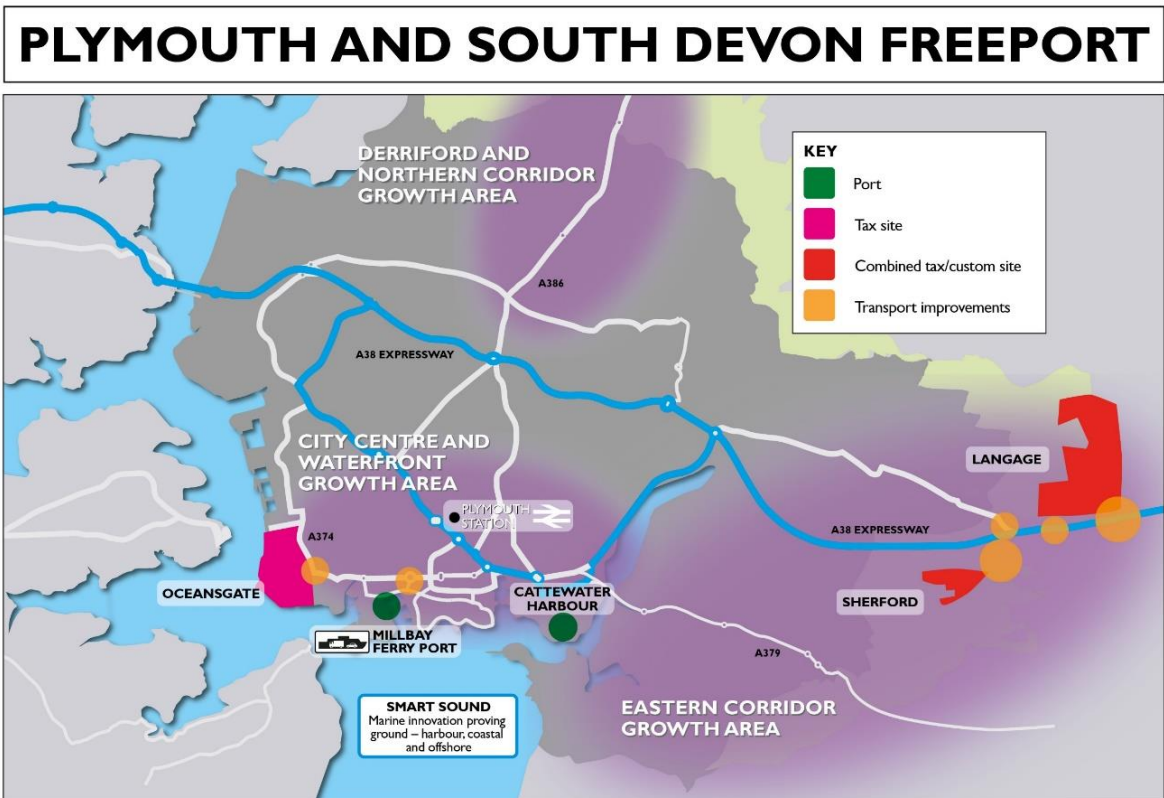 PLYMOUTH AND SOUTH DEVON FREEPORT
DERRIFORD AND
NORTHERN CORRIDOR
GROWTH AREA
KEY
Port
Tax site
Combined tax/custom site
Transport improvements
A386
A38 EXPRESSWAY
CITY CENTRE AND
WATERFRONT
GROWTH AREA
LANGAGE
PLYMOUTH
STATION
A38 EXPRESSWAY
A374
OCEANSGATE
CATTEWATER
HARBOUR
SHERFORD
MILLBAY
FERRY PORT
A379
SMART SOUND
Marine innovation proving
ground – harbour, coastal
and offshore
EASTERN CORRIDOR
GROWTH AREA